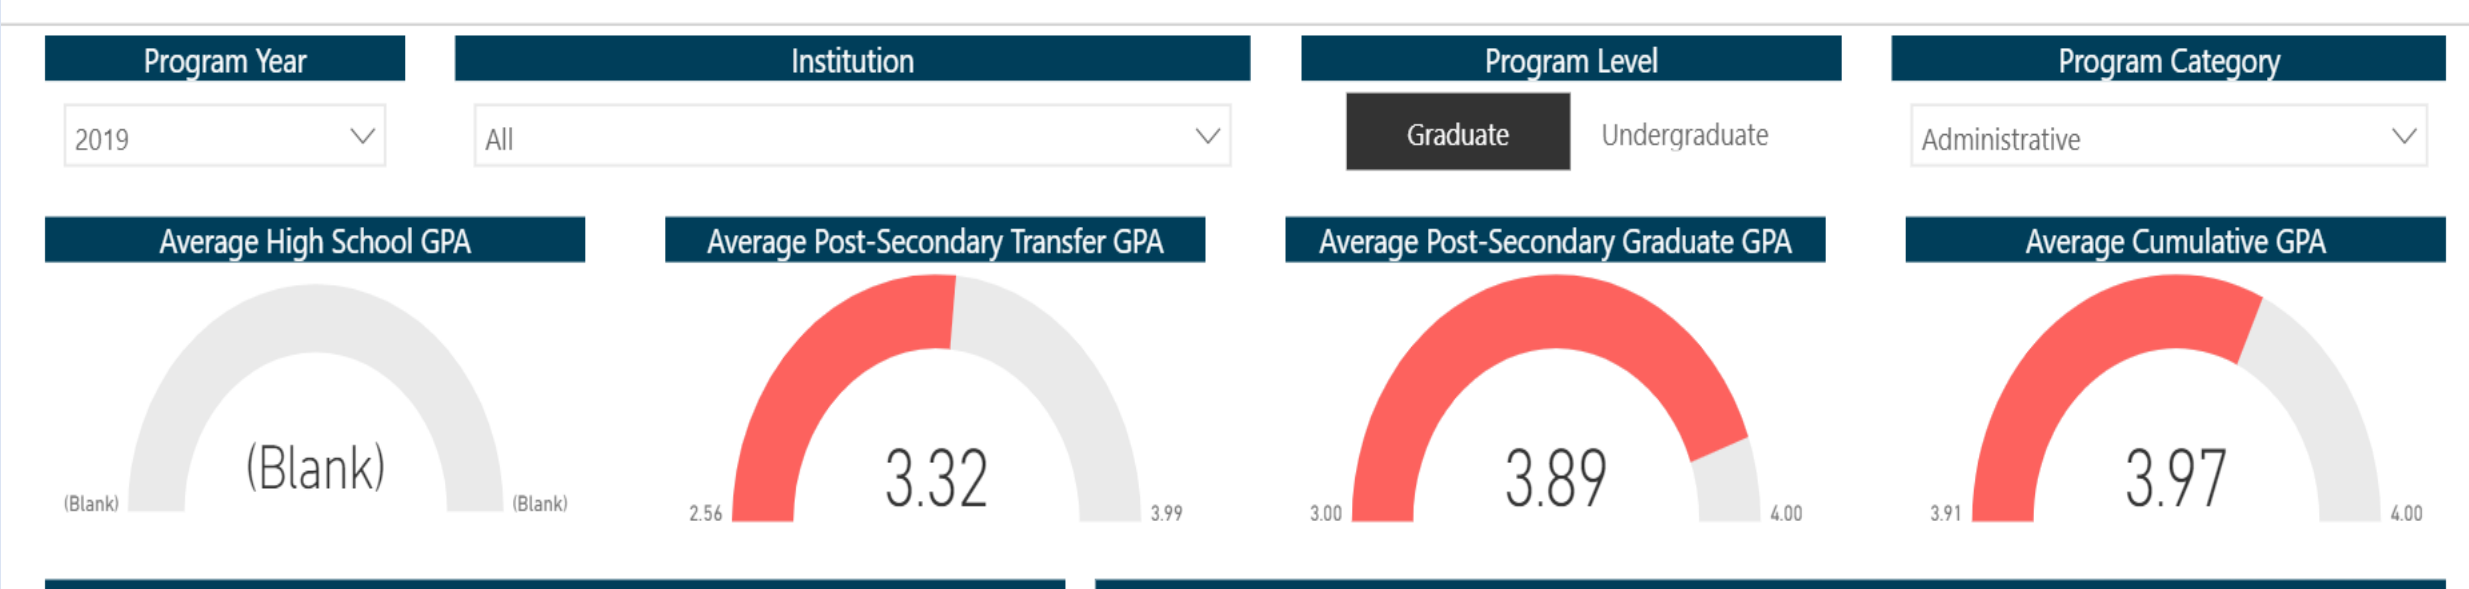 Program Year
Institution
Program Level
Program Category
2019
All
Graduate
Undergraduate
Administrative
Average High School GPA
Average Post-Secondary Transfer GPA
Average Post-Secondary Graduate GPA
Average Cumulative GPA
(Blank)
(Blank)
(Blank)
2.56
3.32
3.99
3.00
3.89
4.00
3.91
3.97
4.00